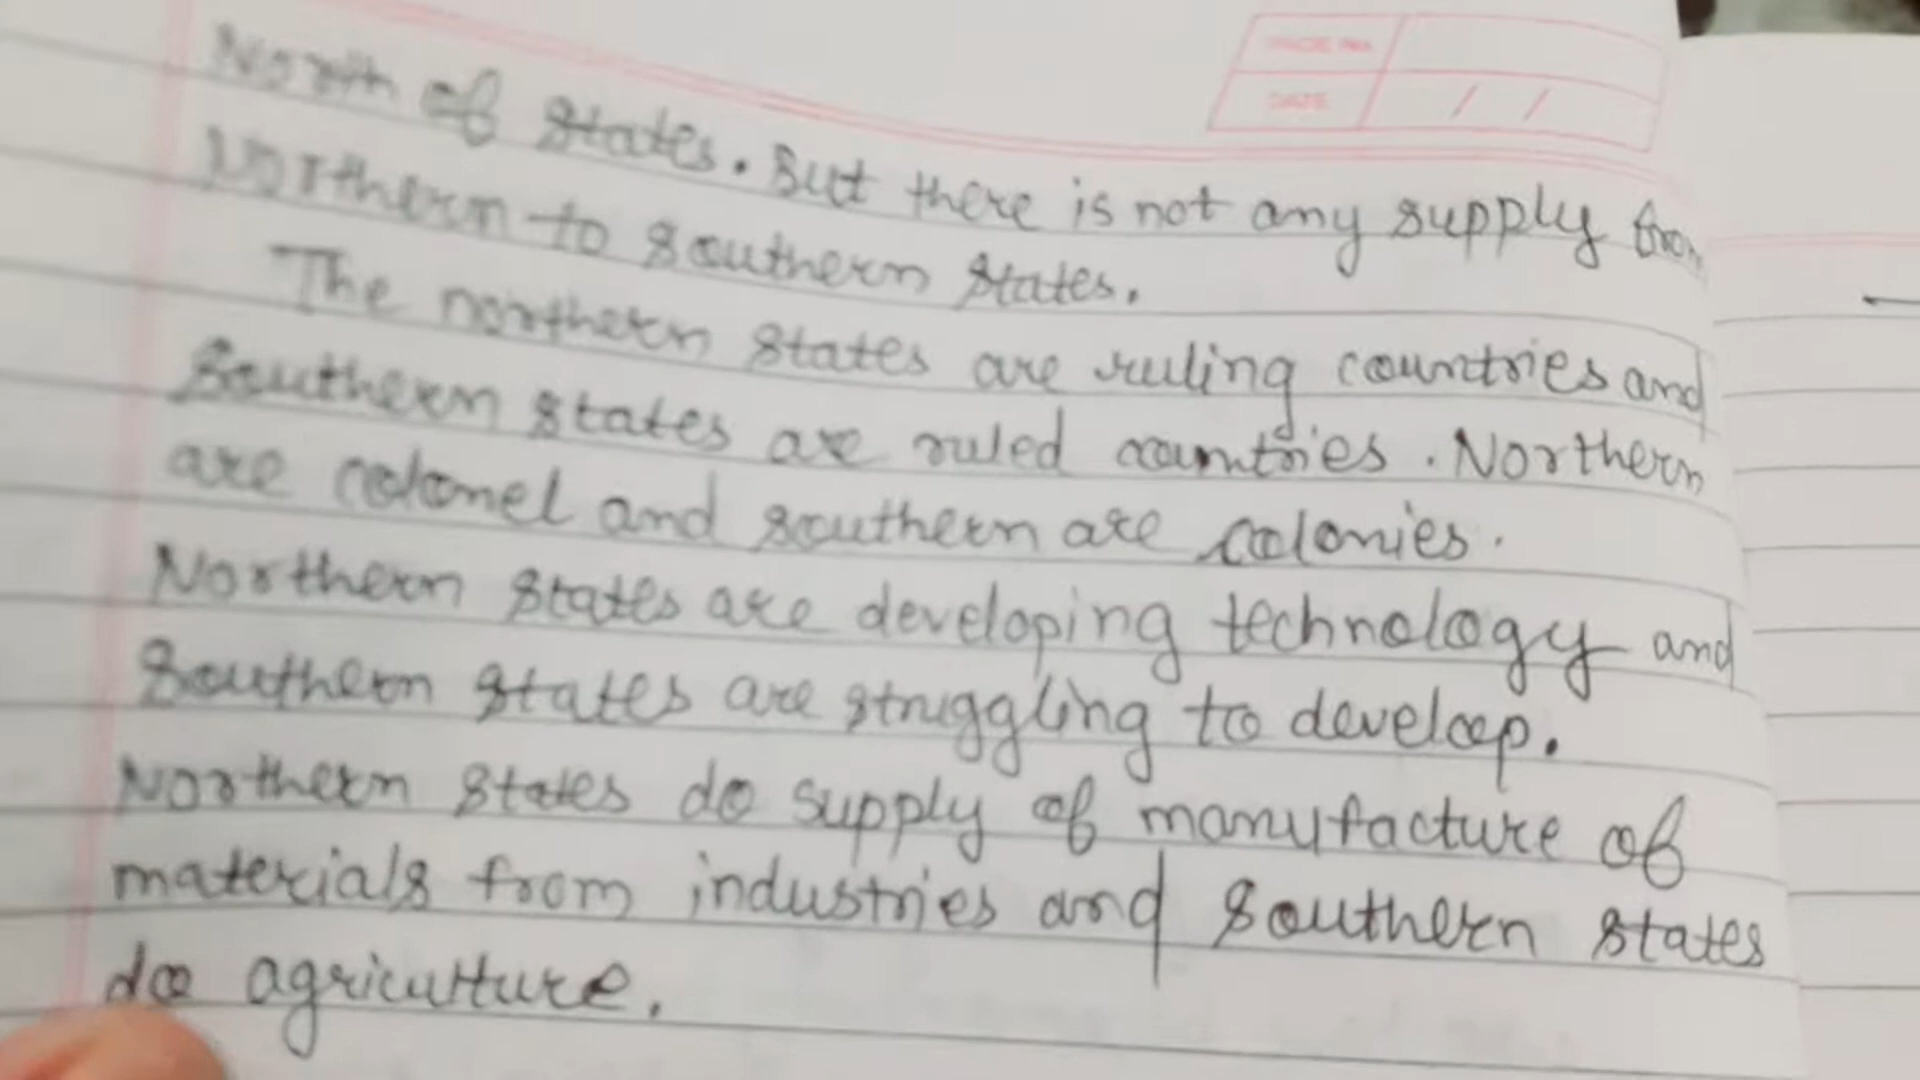 PAGE NO.
DATE / /
North of states. But there is not any supply from
Northern to southern states.
The northern states are ruling countries and
Southern states are ruled countries. Northern
are colonel and southern are colonies.
Northern states are developing technology and
Southern states are struggling to develop.
Northern states do supply of manufacture of
materials from industries and southern states
do agriculture.